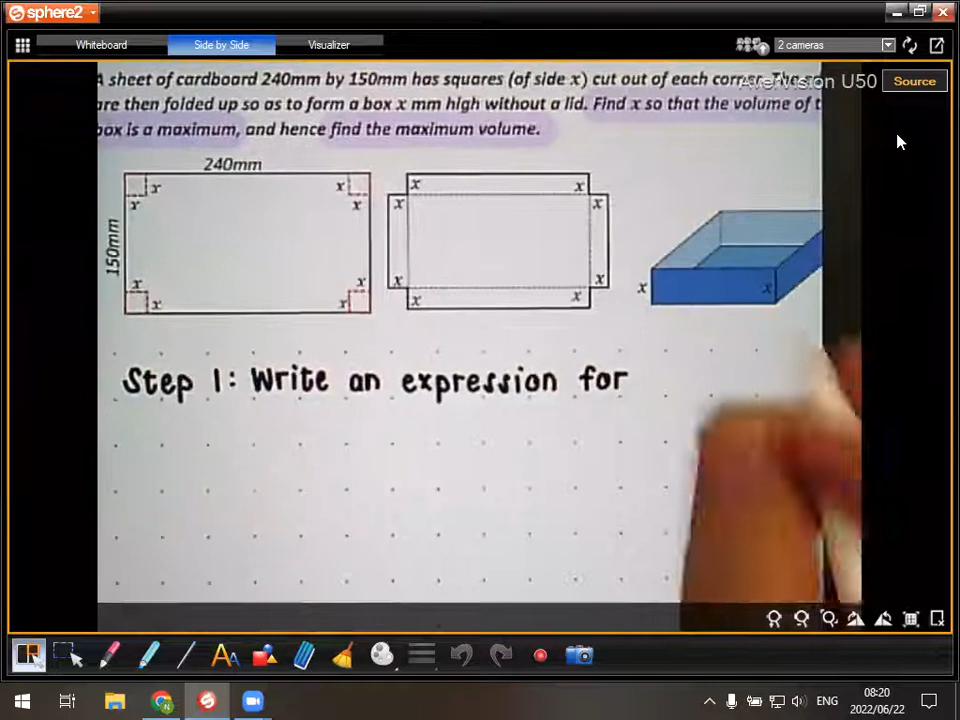 sphere2
Whiteboard
Side by Side
Visualizer
2 cameras
A sheet of cardboard 240mm by 150mm has squares (of side x) cut out of each corner.
AverVision U50
Source
are then folded up so as to form a box x mm high without a lid. Find x so that the volume of
box is a maximum, and hence find the maximum volume.
240mm
x x x
x x
150mm
x x
x x
x x
x x
x x
x x
x x
Step 1: Write an expression for
ENG
08:20
2022/06/22